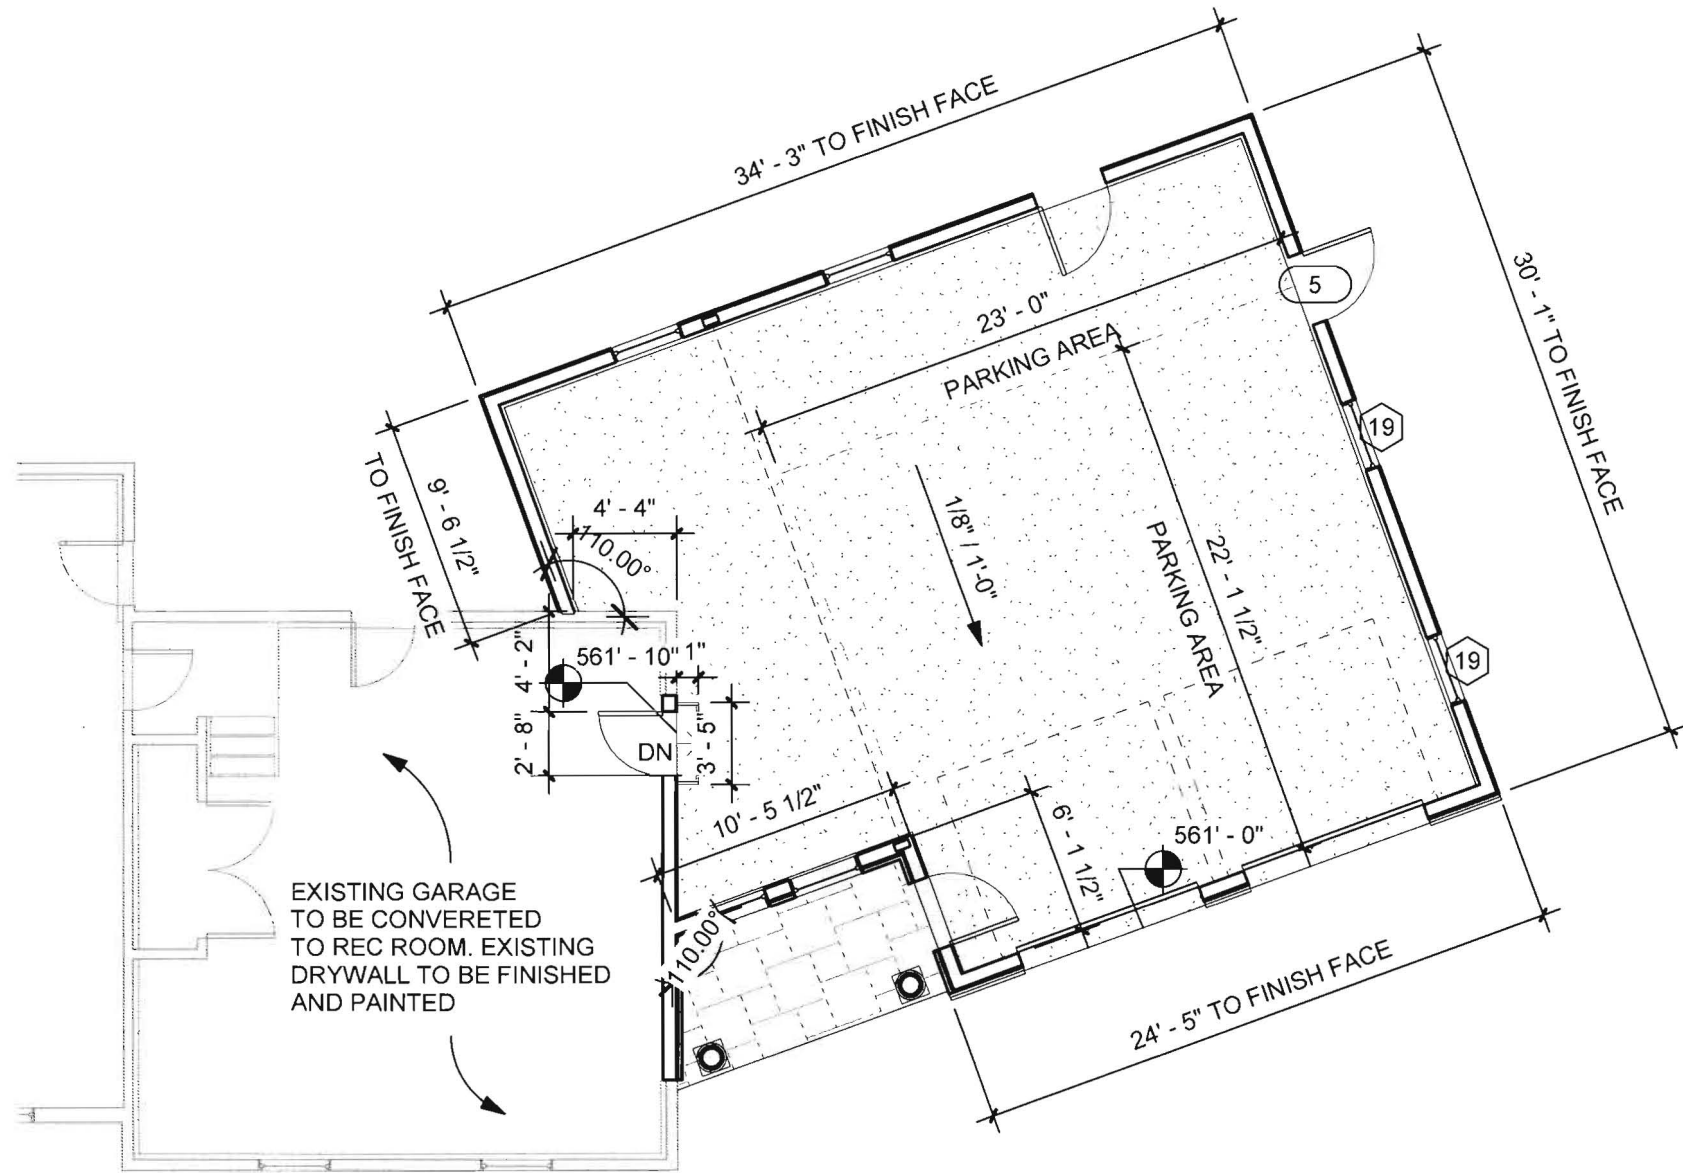 34' - 3" TO FINISH FACE
30' - 1" TO FINISH FACE
23' - 0"
PARKING AREA
5
19
9' - 6 1/2"
TO FINISH FACE
4' - 4"
110.00°
1/8" / 1'-0"
22' - 1 1/2"
PARKING AREA
19
4' - 2"
561' - 10"
1"
2' - 8"
DN
3' - 5"
10' - 5 1/2"
6' - 1 1/2"
561' - 0"
110.00°
EXISTING GARAGE
TO BE CONVERETED
TO REC ROOM. EXISTING
DRYWALL TO BE FINISHED
AND PAINTED
24' - 5" TO FINISH FACE